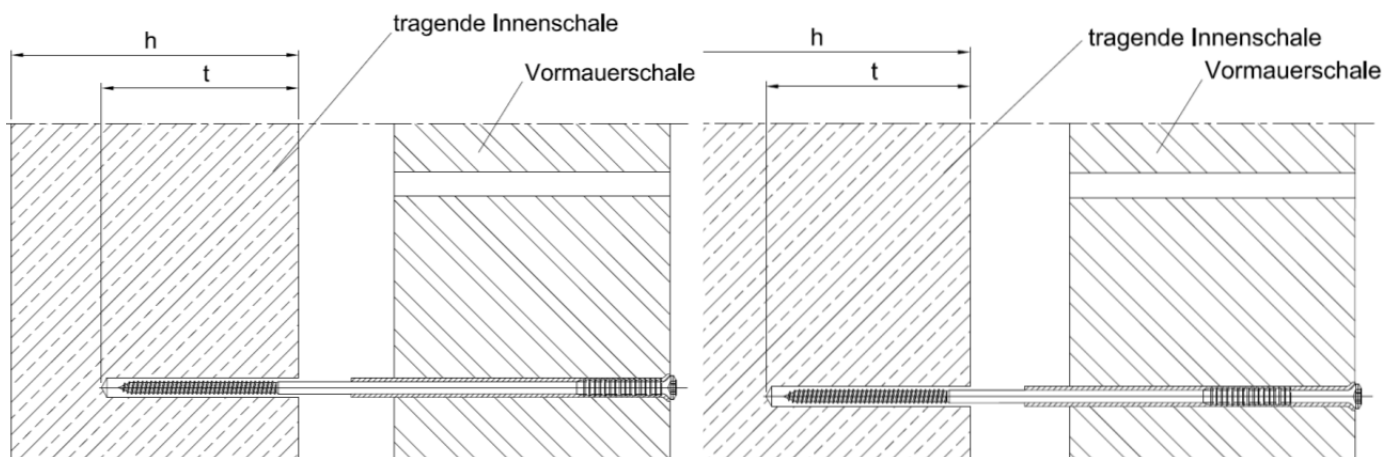 tragende Innenschale
h
t
Vormauerschale
h
tragende Innenschale
t
Vormauerschale